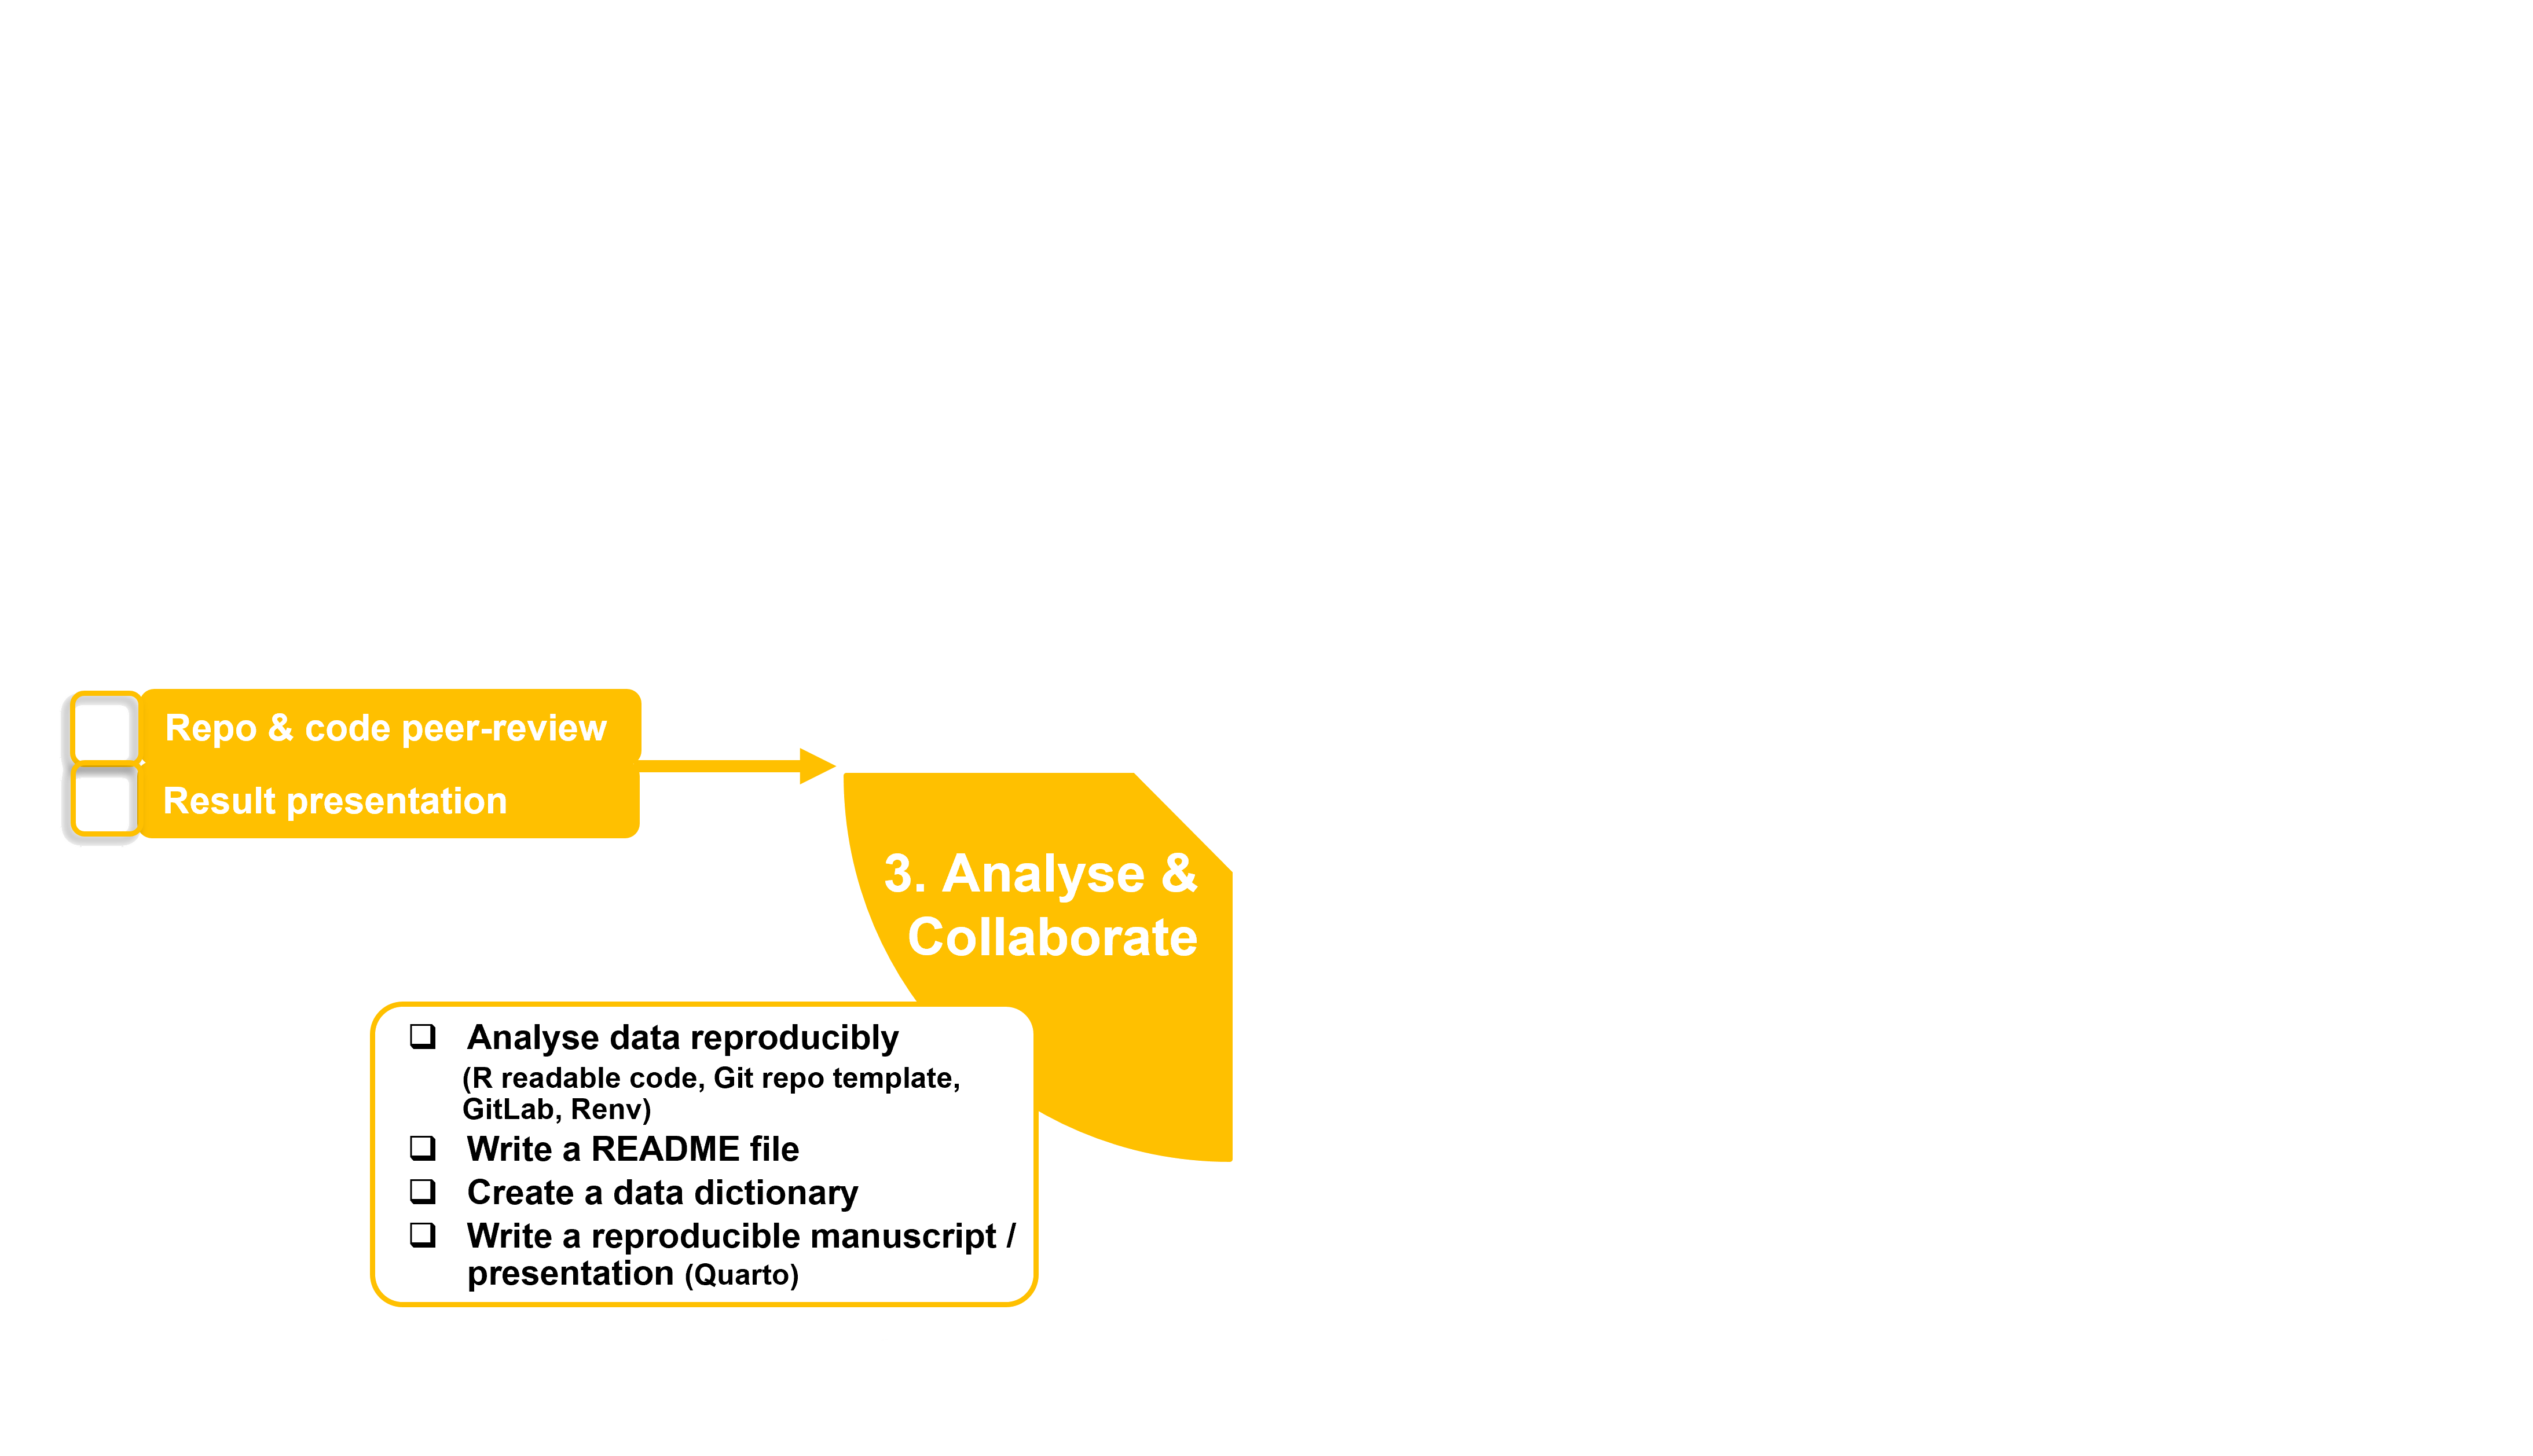 Repo & code peer-review
Result presentation
3. Analyse &
Collaborate
❑ Analyse data reproducibly
(R readable code, Git repo template,
GitLab, Renv)
❑ Write a README file
❑ Create a data dictionary
❑ Write a reproducible manuscript /
presentation (Quarto)